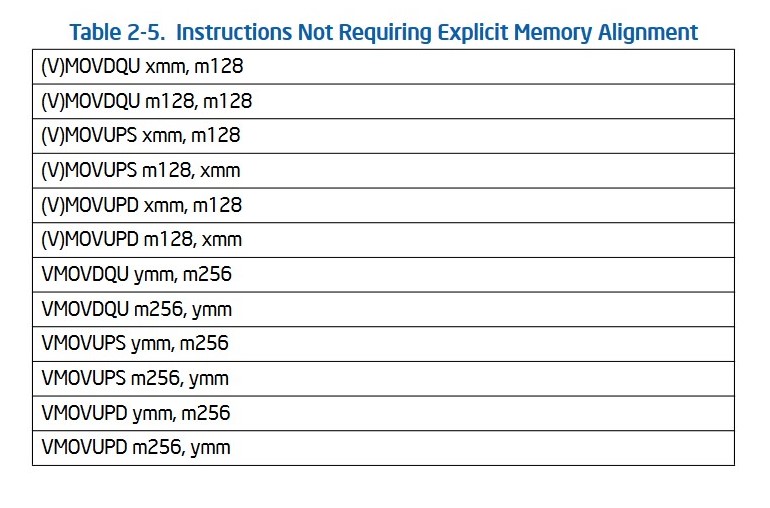 Table 2-5. Instructions Not Requiring Explicit Memory Alignment
(V)MOVDQU xmm, m128
(V)MOVDQU m128, m128
(V)MOVUPS xmm, m128
(V)MOVUPS m128, xmm
(V)MOVUPD xmm, m128
(V)MOVUPD m128, xmm
VMOVDQU ymm, m256
VMOVDQU m256, ymm
VMOVUPS ymm, m256
VMOVUPS m256, ymm
VMOVUPD ymm, m256
VMOVUPD m256, ymm